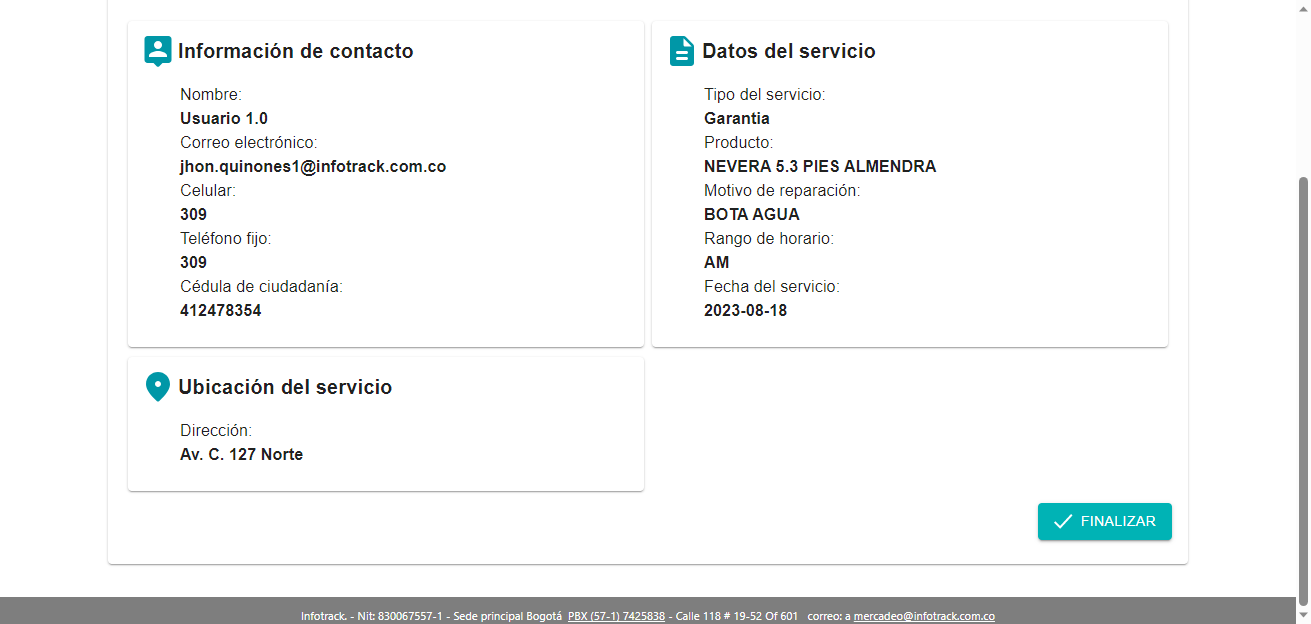 Información de contacto
Nombre:
Usuario 1.0
Correo electrónico:
jhon.quinones1@infotrack.com.co
Celular:
309
Teléfono fijo:
309
Cédula de ciudadanía:
412478354
Datos del servicio
Tipo del servicio:
Garantia
Producto:
NEVERA 5.3 PIES ALMENDRA
Motivo de reparación:
BOTA AGUA
Rango de horario:
AM
Fecha del servicio:
2023-08-18
Ubicación del servicio
Dirección:
Av. C. 127 Norte
FINALIZAR
Infotrack. - Nit: 830067557-1 - Sede principal Bogotá PBX (57-1) 7425838 - Calle 118 # 19-52 Of 601 correo: a mercadeo@infotrack.com.co